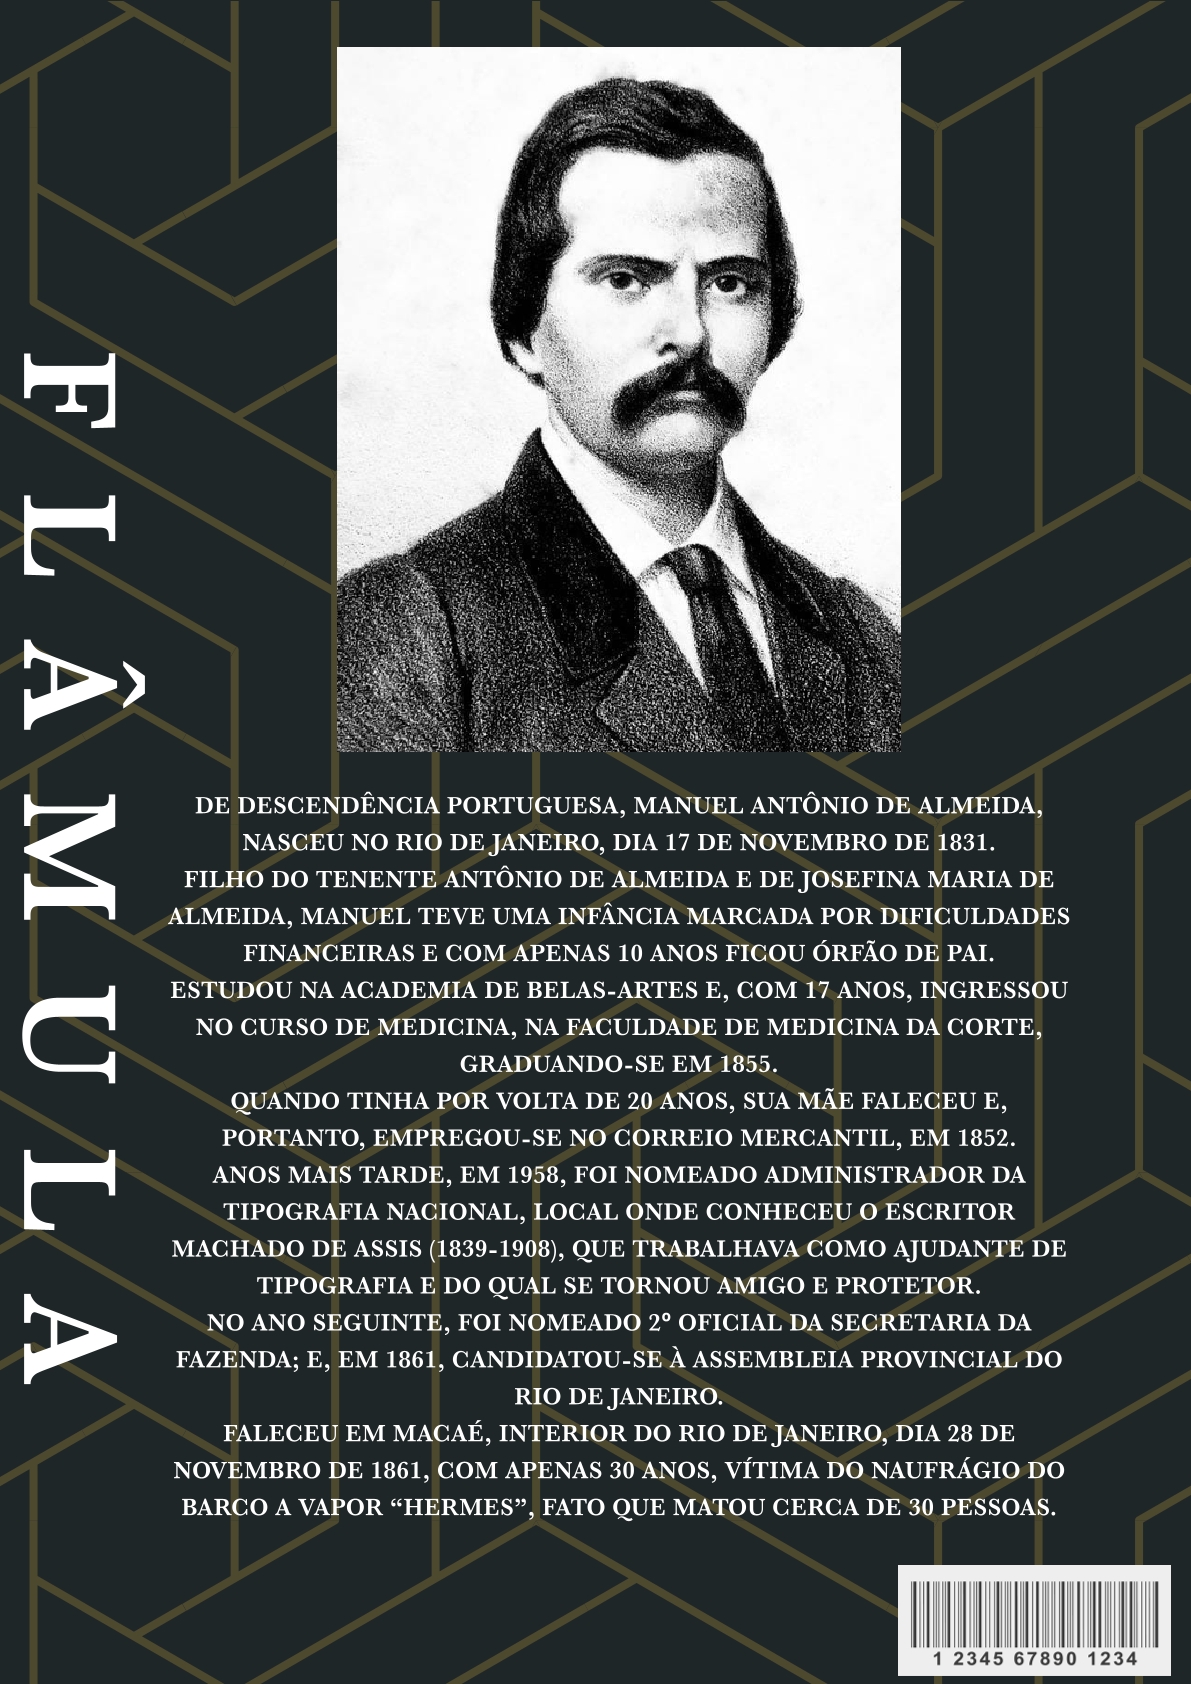 FLÂMULA
DE DESCENDÊNCIA PORTUGUESA, MANUEL ANTÔNIO DE ALMEIDA,
NASCEU NO RIO DE JANEIRO, DIA 17 DE NOVEMBRO DE 1831.
FILHO DO TENENTE ANTÔNIO DE ALMEIDA E DE JOSEFINA MARIA DE
ALMEIDA, MANUEL TEVE UMA INFÂNCIA MARCADA POR DIFICULDADES
FINANCEIRAS E COM APENAS 10 ANOS FICOU ÓRFÃO DE PAI.
ESTUDOU NA ACADEMIA DE BELAS-ARTES E, COM 17 ANOS, INGRESSOU
NO CURSO DE MEDICINA, NA FACULDADE DE MEDICINA DA CORTE,
GRADUANDO-SE EM 1855.
QUANDO TINHA POR VOLTA DE 20 ANOS, SUA MÃE FALECEU E,
PORTANTO, EMPREGOU-SE NO CORREIO MERCANTIL, EM 1852.
ANOS MAIS TARDE, EM 1958, FOI NOMEADO ADMINISTRADOR DA
TIPOGRAFIA NACIONAL, LOCAL ONDE CONHECEU O ESCRITOR
MACHADO DE ASSIS (1839-1908), QUE TRABALHAVA COMO AJUDANTE DE
TIPOGRAFIA E DO QUAL SE TORNOU AMIGO E PROTETOR.
NO ANO SEGUINTE, FOI NOMEADO 2º OFICIAL DA SECRETARIA DA
FAZENDA; E, EM 1861, CANDIDATOU-SE À ASSEMBLEIA PROVINCIAL DO
RIO DE JANEIRO.
FALECEU EM MACAÉ, INTERIOR DO RIO DE JANEIRO, DIA 28 DE
NOVEMBRO DE 1861, COM APENAS 30 ANOS, VÍTIMA DO NAUFRÁGIO DO
BARCO A VAPOR “HERMES”, FATO QUE MATOU CERCA DE 30 PESSOAS.
1 2345 67890 1234